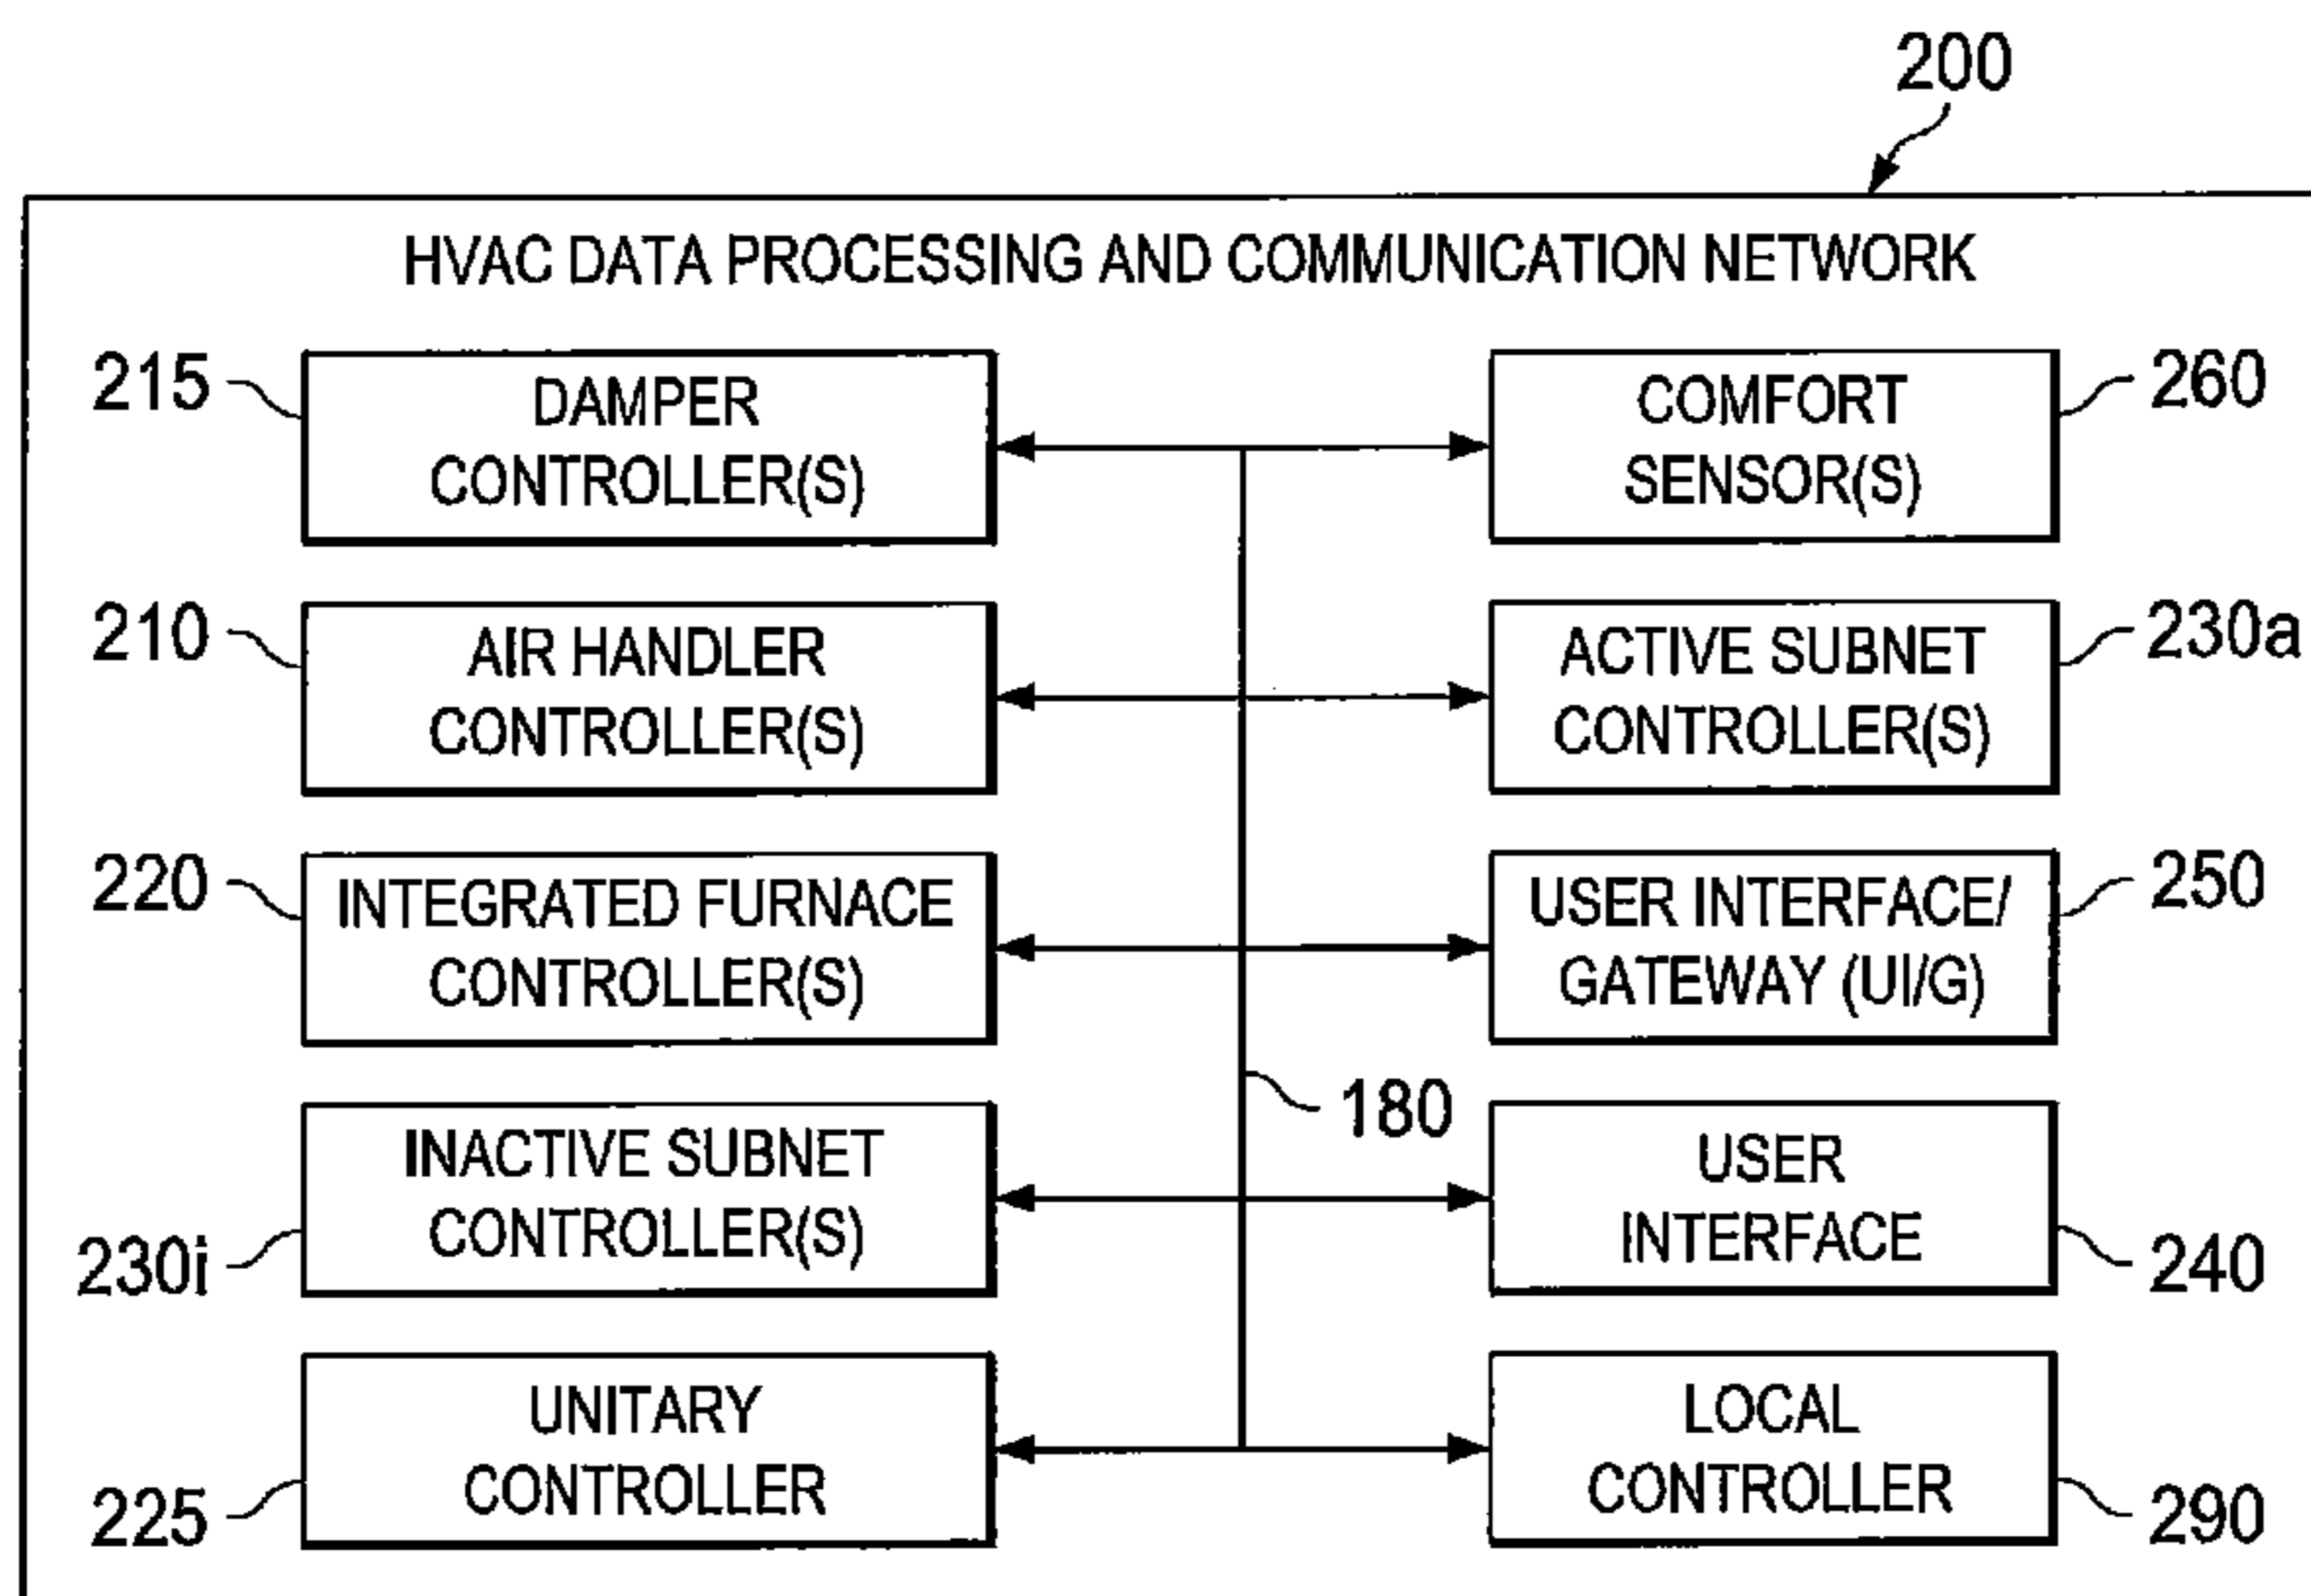 200
HVAC DATA PROCESSING AND COMMUNICATION NETWORK
215
DAMPER
CONTROLLER(S)
COMFORT
SENSOR(S)
260
210
AIR HANDLER
CONTROLLER(S)
ACTIVE SUBNET
CONTROLLER(S)
230a
220
INTEGRATED FURNACE
CONTROLLER(S)
USER INTERFACE/
GATEWAY (UI/G)
250
180
230i
INACTIVE SUBNET
CONTROLLER(S)
USER
INTERFACE
240
225
UNITARY
CONTROLLER
LOCAL
CONTROLLER
290